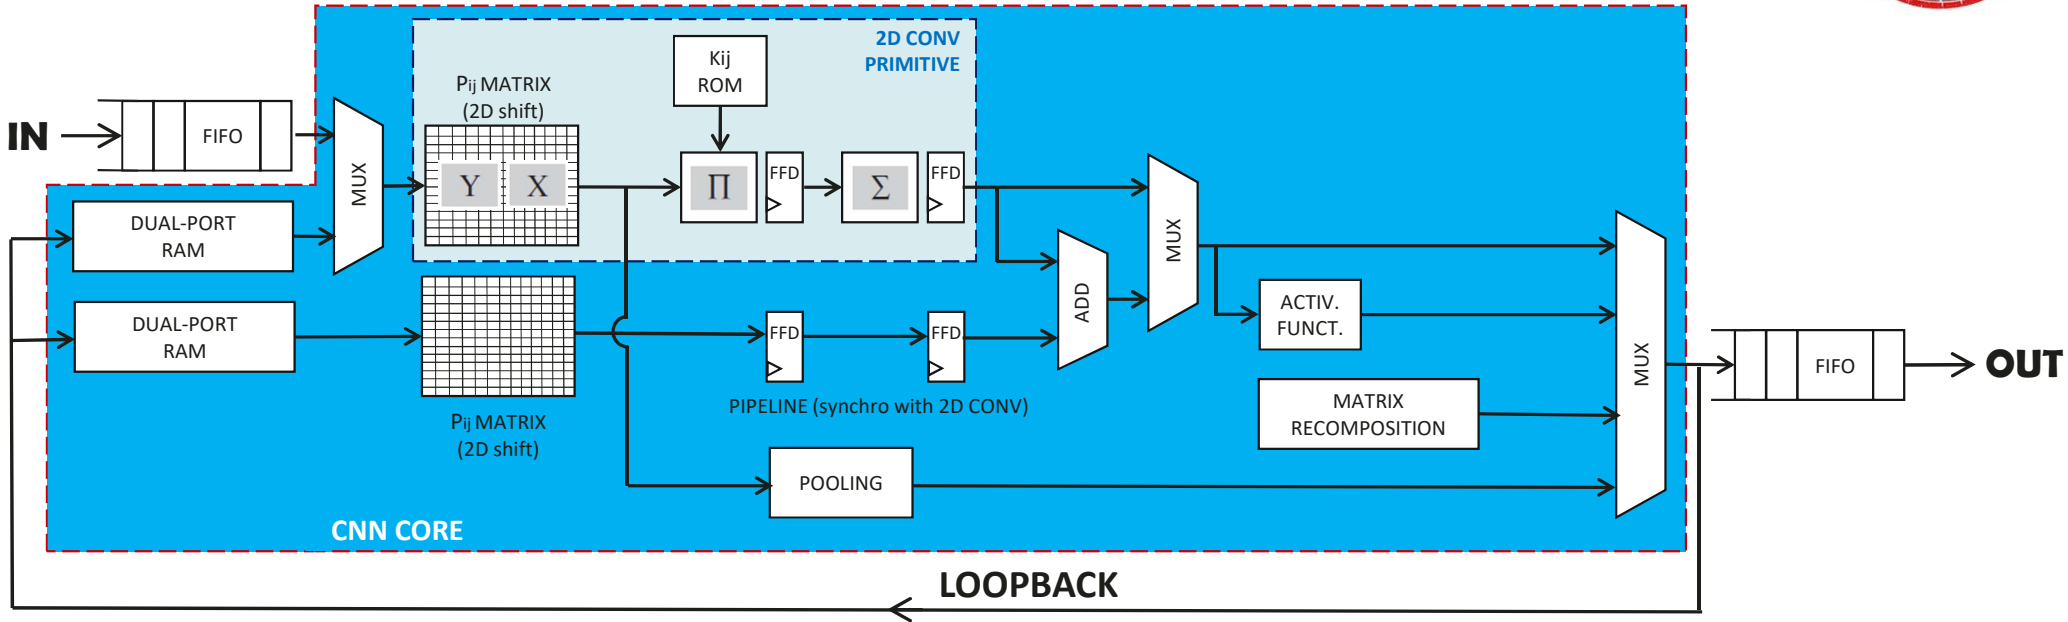 2D CONV
PRIMITIVE
Kij
ROM
Pij MATRIX
(2D shift)
IN
FIFO
MUX
Y
X
Π
FFD
Σ
FFD
DUAL-PORT
RAM
MUX
ADD
DUAL-PORT
RAM
FFD
FFD
ACTIV.
FUNCT.
MUX
FIFO
OUT
PIPELINE (synchro with 2D CONV)
Pij MATRIX
(2D shift)
MATRIX
RECOMPOSITION
POOLING
CNN CORE
LOOPBACK